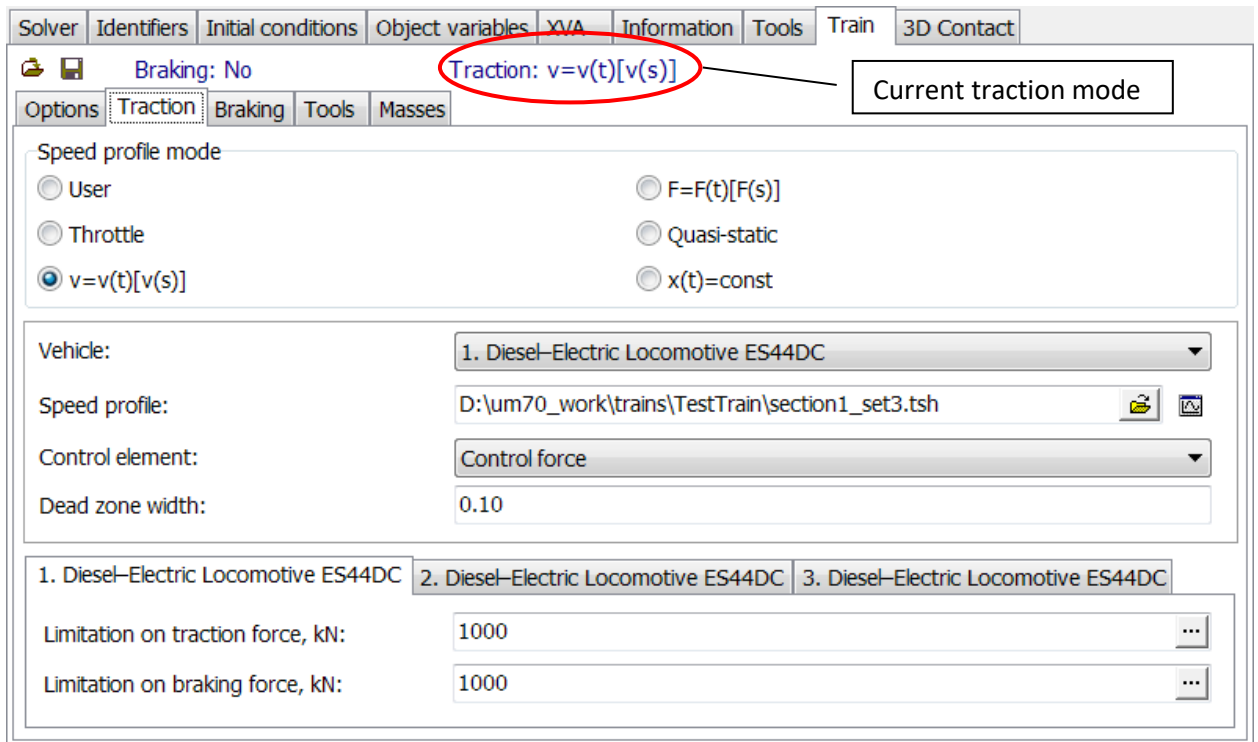 Solver Identifiers Initial conditions Object variables XVA Information Tools Train 3D Contact
Braking: No Traction: v=v(t)[v(s)]
Current traction mode
Options Traction Braking Tools Masses
Speed profile mode
User F=F(t)[F(s)]
Throttle Quasi-static
v=v(t)[v(s)] x(t)=const
Vehicle: 1. Diesel–Electric Locomotive ES44DC
Speed profile: D:\um70_work\trains\TestTrain\section1_set3.tsh
Control element: Control force
Dead zone width: 0.10
1. Diesel–Electric Locomotive ES44DC 2. Diesel–Electric Locomotive ES44DC 3. Diesel–Electric Locomotive ES44DC
Limitation on traction force, kN: 1000 ...
Limitation on braking force, kN: 1000 ...